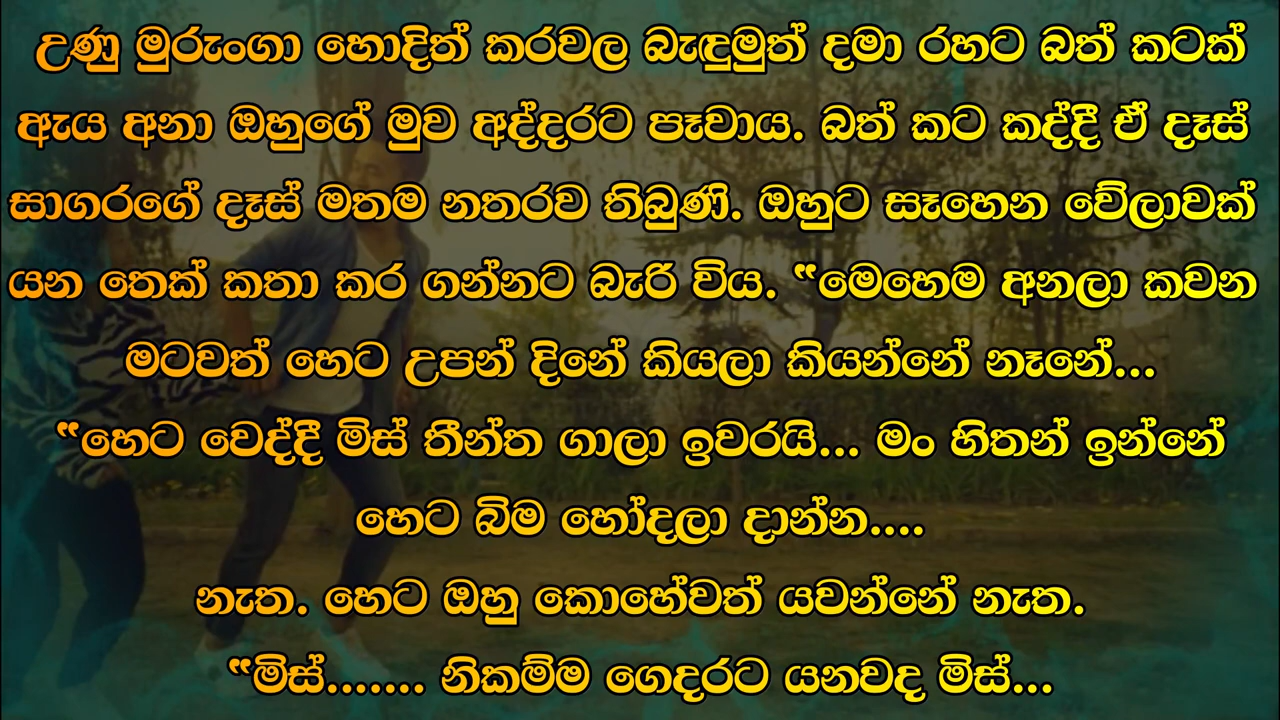 උණු මුරුංගා හොදිත් කරවල බැඳුමුත් දමා රහට බත් කටක්
ඇය අනා ඔහුගේ මුව අද්දරට පෑවාය. බත් කට කද්දී ඒ දෑස්
සාගරගේ දෑස් මතම නතරව තිබුණි. ඔහුට සෑහෙන වේලාවක්
යන තෙක් කතා කර ගන්නට බැරි විය. “මෙහෙම අනලා කවන
මටවත් හෙට උපන් දිනේ කියලා කියන්නේ නෑනේ...
“හෙට වෙද්දී මිස් තීන්ත ගාලා ඉවරයි... මං හිතන් ඉන්නේ
හෙට බිම හෝදලා දාන්න....
නැත. හෙට ඔහු කොහේවත් යවන්නේ නැත.
“මිස්....... නිකම්ම ගෙදරට යනවද මිස්...